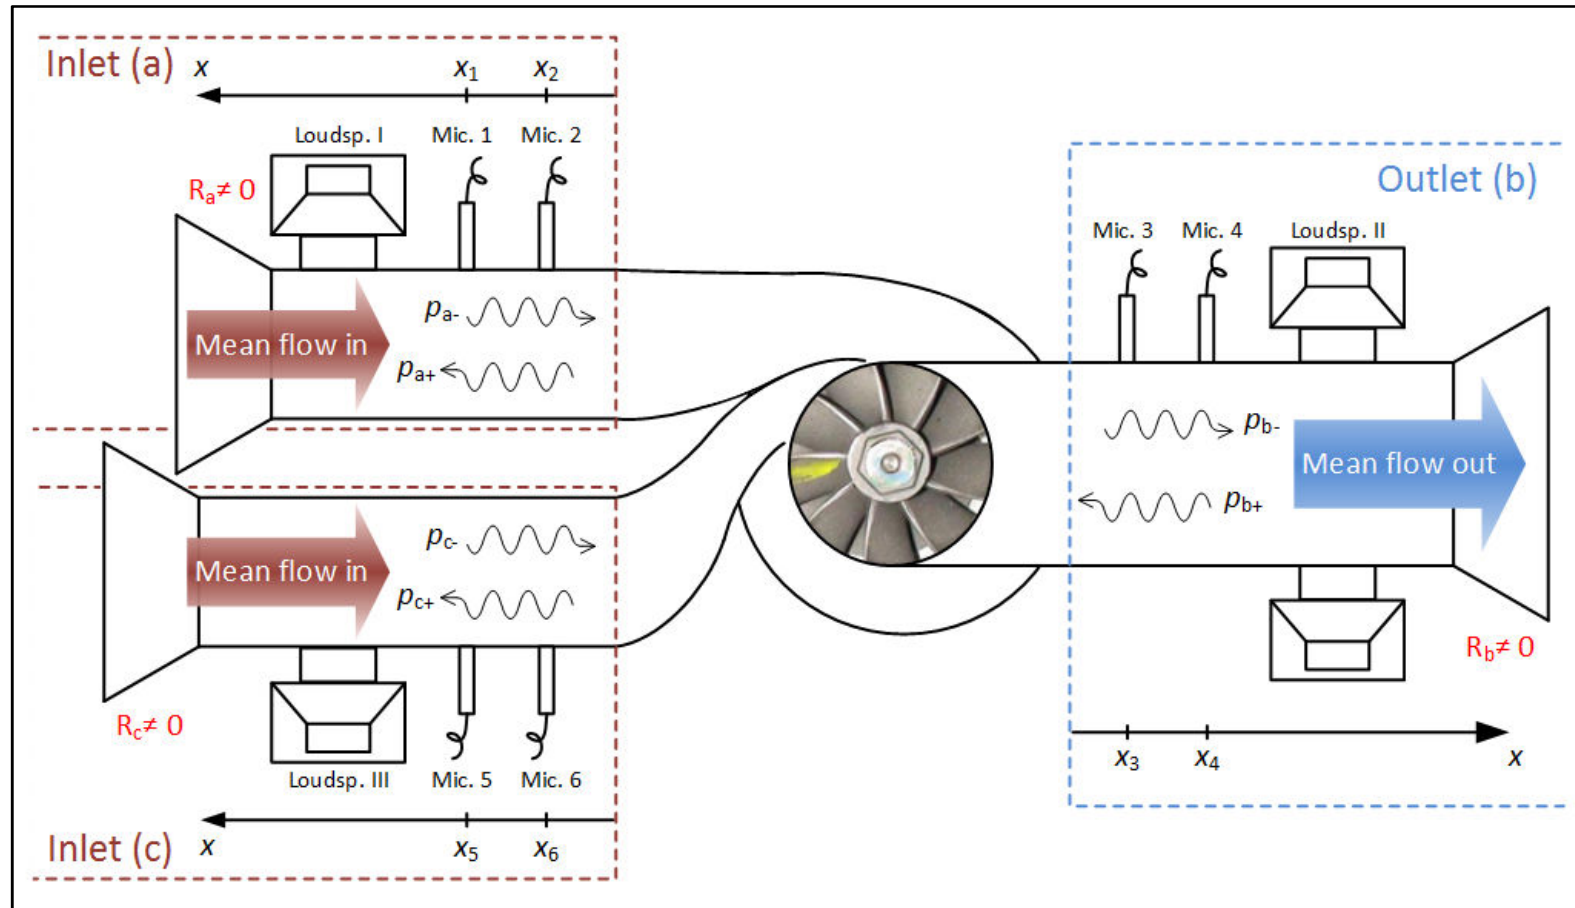 Inlet (a)
x
x1
x2
Loudsp. I
Mic. 1
Mic. 2
Ra≠ 0
Mean flow in
pa-
pa+
Outlet (b)
Mic. 3
Mic. 4
Loudsp. II
pb-
Mean flow out
pb+
Rb≠ 0
x3
x4
x
Mean flow in
pc-
pc+
Rc≠ 0
Loudsp. III
Mic. 5
Mic. 6
Inlet (c)
x
x5
x6